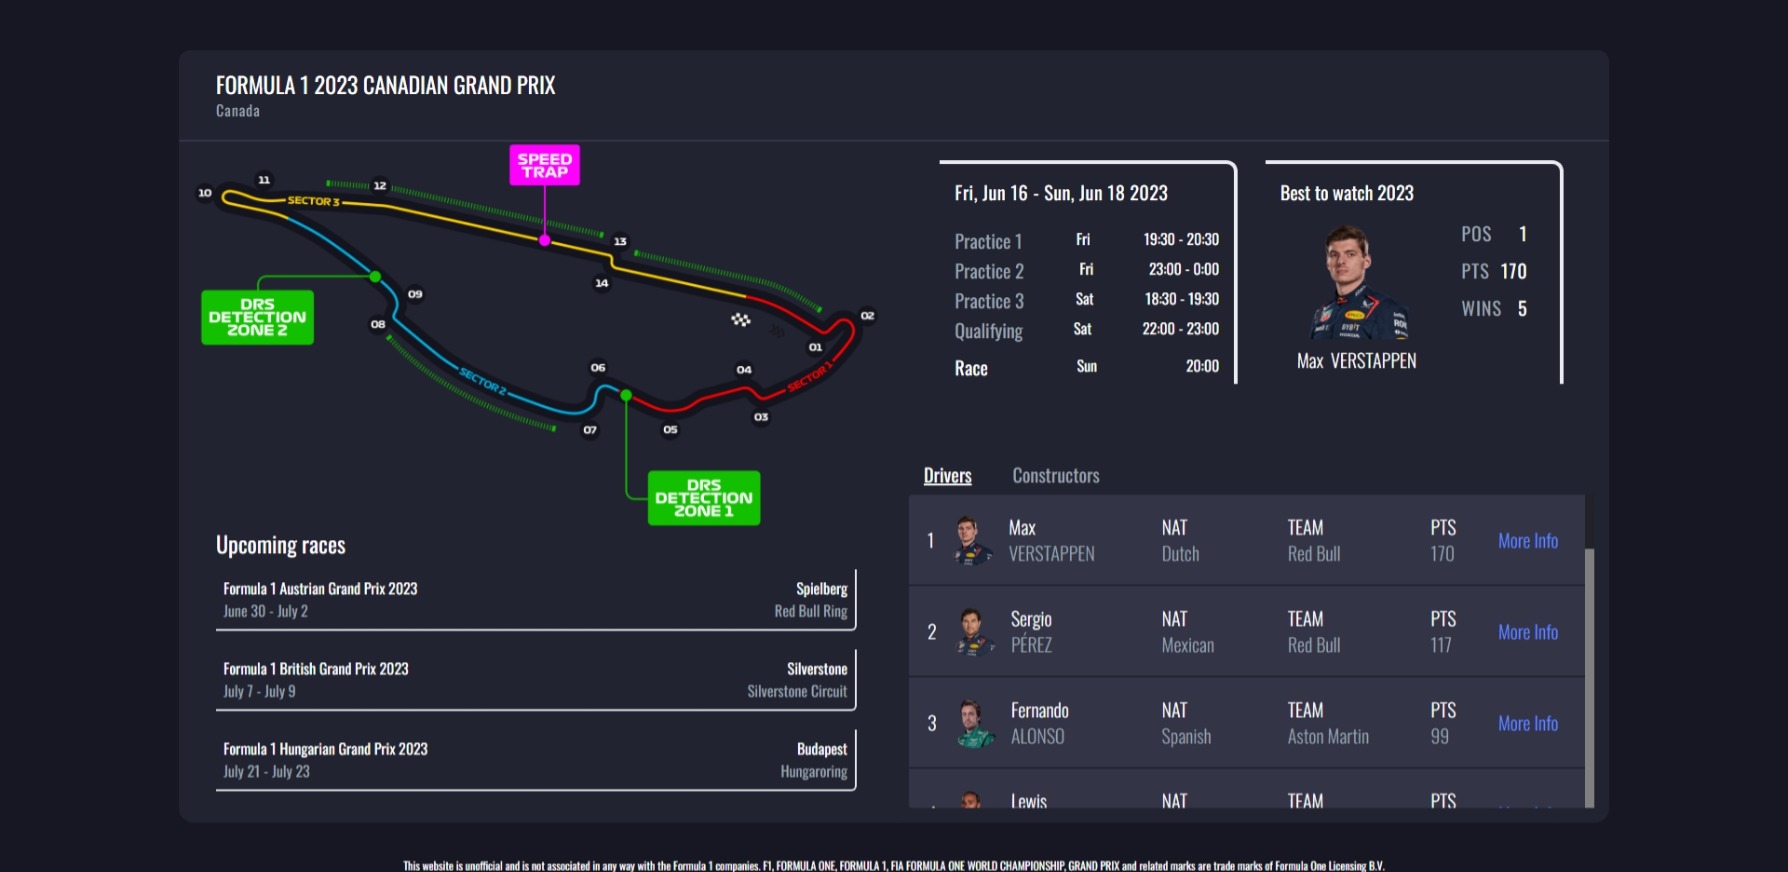 FORMULA 1 2023 CANADIAN GRAND PRIX
Canada
SPEED
TRAP
11
12
10
SECTOR 3
13
14
09
02
DRS
DETECTION
ZONE 2
08
01
06
04
SECTOR 1
SECTOR 2
03
07
05
DRS
DETECTION
ZONE 1
Fri, Jun 16 - Sun, Jun 18 2023
Practice 1 Fri 19:30 - 20:30
Practice 2 Fri 23:00 - 0:00
Practice 3 Sat 18:30 - 19:30
Qualifying Sat 22:00 - 23:00
Race Sun 20:00
Best to watch 2023
POS 1
PTS 170
WINS 5
Max VERSTAPPEN
Upcoming races
Formula 1 Austrian Grand Prix 2023 Spielberg
June 30 - July 2 Red Bull Ring
Formula 1 British Grand Prix 2023 Silverstone
July 7 - July 9 Silverstone Circuit
Formula 1 Hungarian Grand Prix 2023 Budapest
July 21 - July 23 Hungaroring
Drivers Constructors
1 Max NAT TEAM PTS More Info
VERSTAPPEN Dutch Red Bull 170
2 Sergio NAT TEAM PTS More Info
PÉREZ Mexican Red Bull 117
3 Fernando NAT TEAM PTS More Info
ALONSO Spanish Aston Martin 99
Lewis NAT TEAM PTS
This website is unofficial and is not associated in any way with the Formula 1 companies. F1, FORMULA ONE, FORMULA 1, FIA FORMULA ONE WORLD CHAMPIONSHIP, GRAND PRIX and related marks are trade marks of Formula One Licensing B.V.